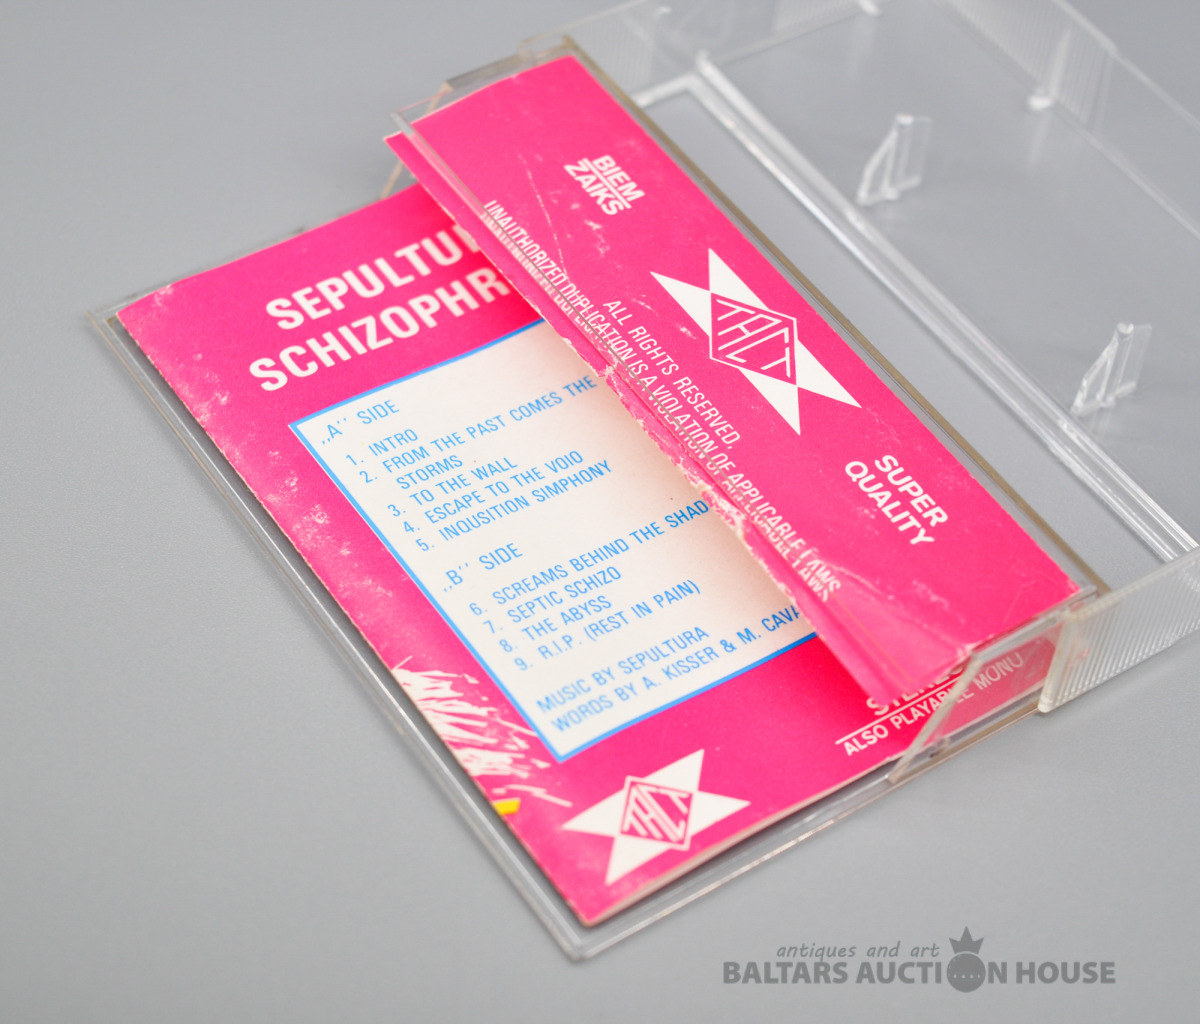 SEPULTU
SCHIZOPHR
„A" SIDE
1. INTRO
2. FROM THE PAST COMES THE
STORMS
3. TO THE WALL
4. ESCAPE TO THE VOID
5. INQUSITION SIMPHONY
„B" SIDE
6. SCREAMS BEHIND THE SHAD
7. SEPTIC SCHIZO
8. THE ABYSS
9. R.I.P. (REST IN PAIN)
MUSIC BY SEPULTURA
WORDS BY A. KISSER & M. CAVA
TACT
BIEM
ZAIKS
TACT
ALL RIGHTS RESERVED,
UNAUTHORIZED DUPLICATION IS A VIOLATION OF APPLICABLE LAWS
SUPER
QUALITY
STEREO
ALSO PLAYABLE MONO
antiques and art
BALTARS AUCTION HOUSE